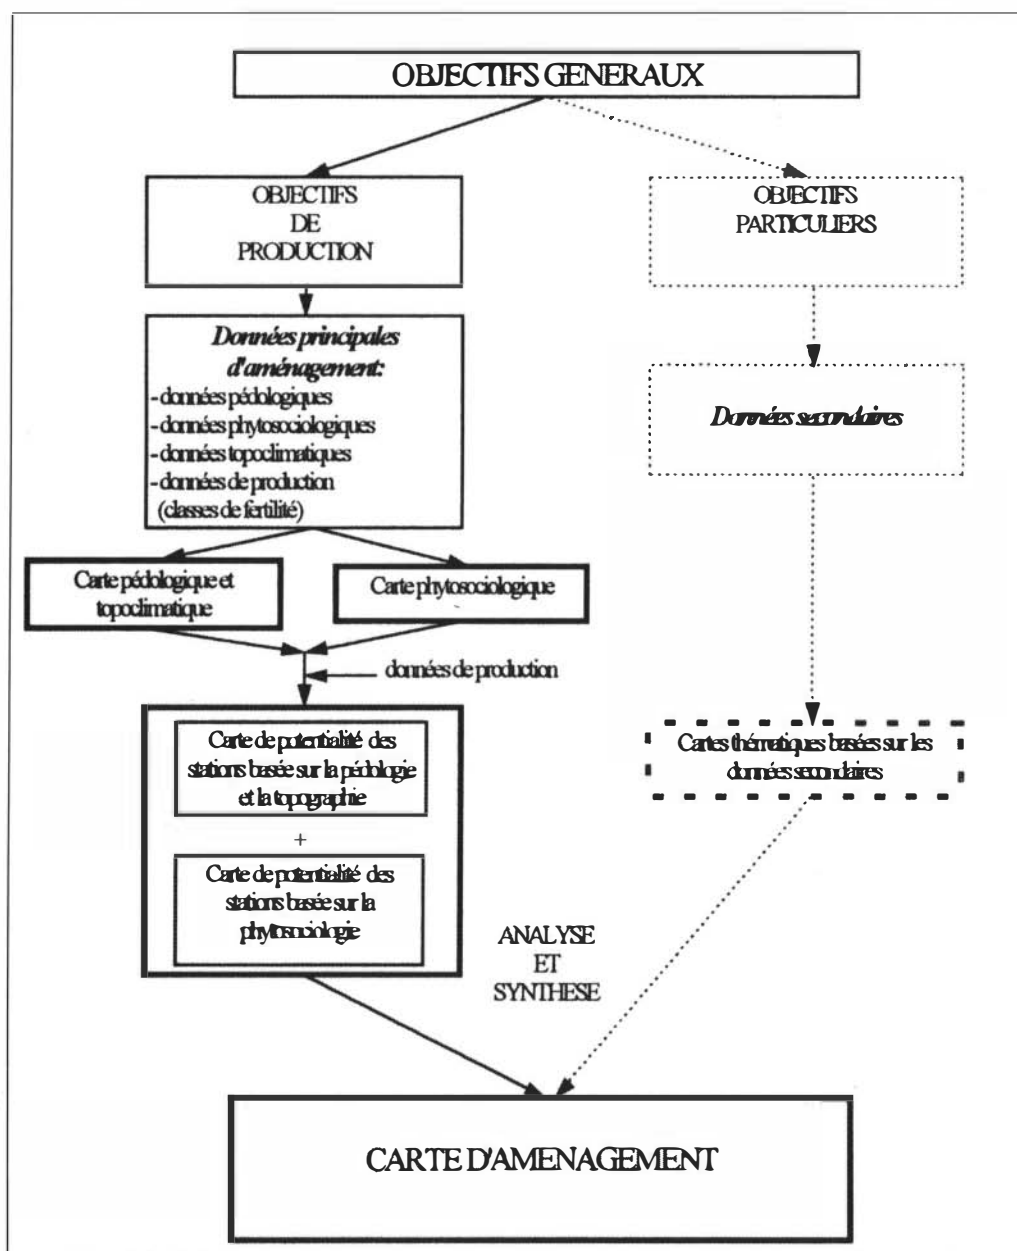 OBJECTIFS GENERAUX
OBJECTIFS
DE
PRODUCTION
OBJECTIFS
PARTICULIERS
Données principales
d'aménagement:
- données pédologiques
- données phytosociologiques
- données topoclimatiques
- données de production
(classes de fertilité)
Données secondaires
Carte pédologique et
topoclimatique
Carte phytosociologique
données de production
Carte de potentialité des
stations basée sur la pédologie
et la topographie
+
Carte de potentialité des
stations basée sur la
phytosociologie
Cartes thématiques basées sur les
données secondaires
ANALYSE
ET
SYNTHESE
CARTE D'AMENAGEMENT